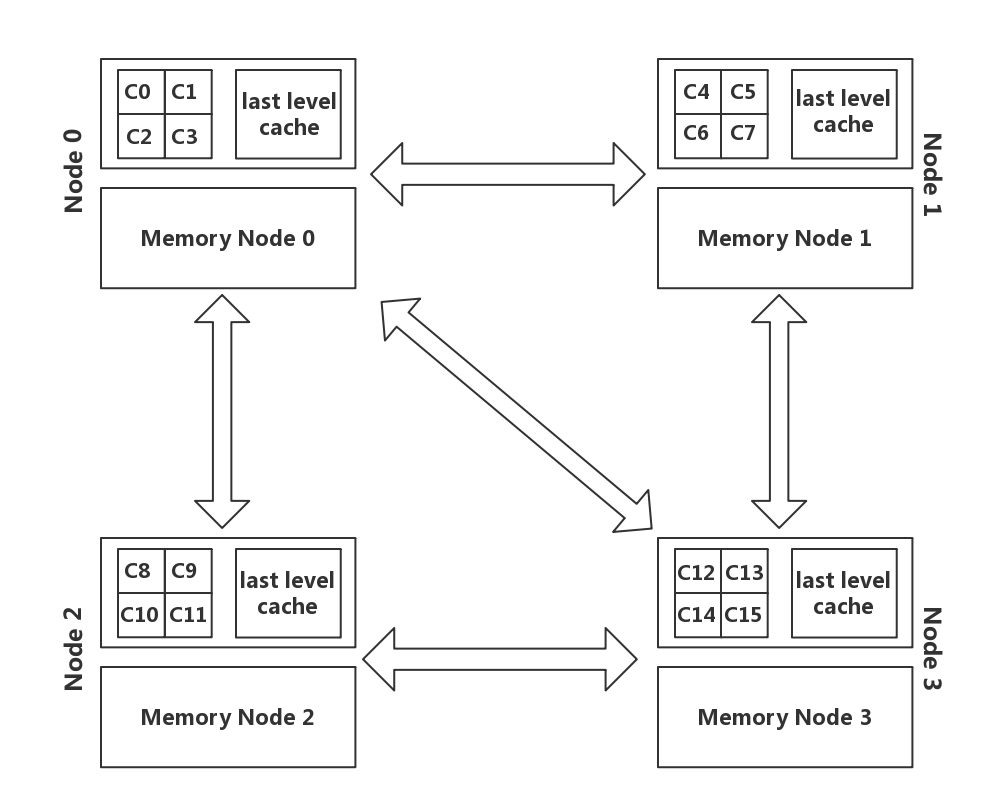 Node 0
C0 C1
C2 C3
last level
cache
Memory Node 0
Node 1
C4 C5
C6 C7
last level
cache
Memory Node 1
Node 2
C8 C9
C10 C11
last level
cache
Memory Node 2
Node 3
C12 C13
C14 C15
last level
cache
Memory Node 3